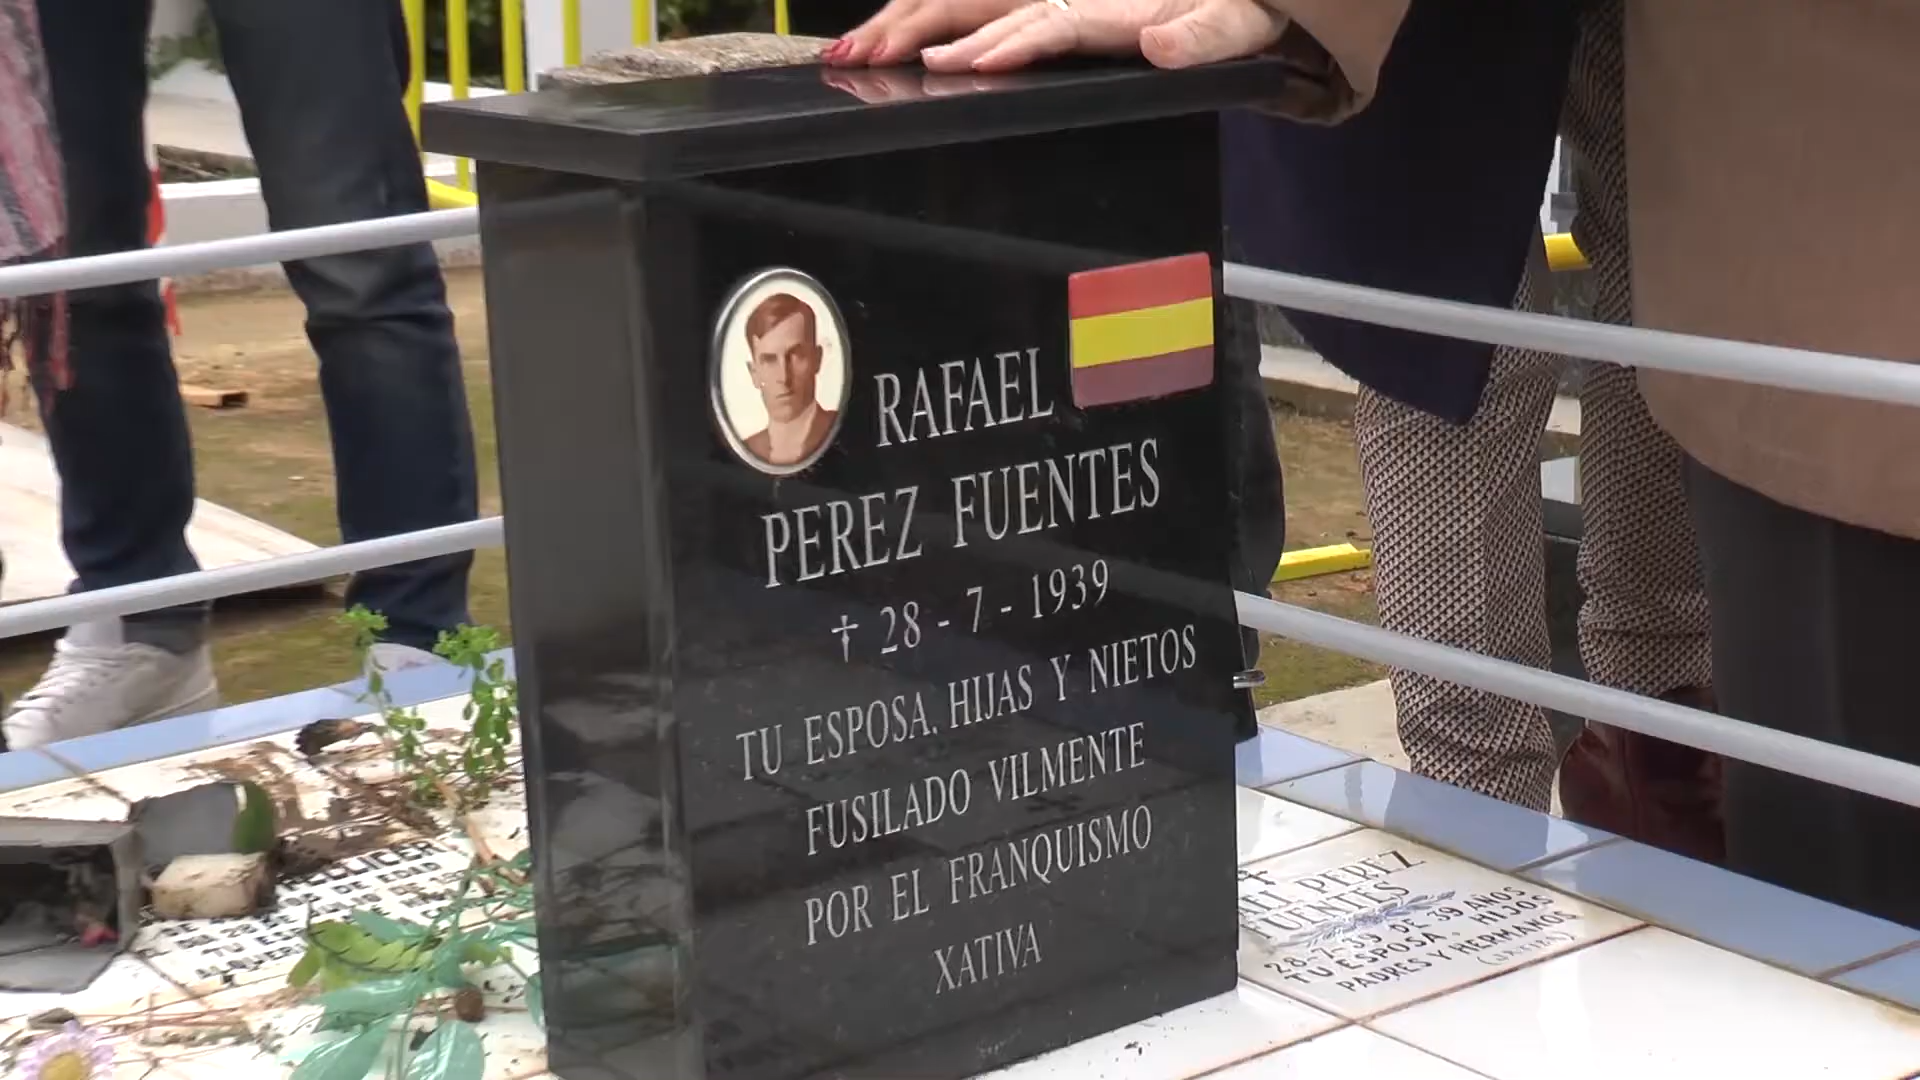 RAFAEL
PEREZ FUENTES
† 28 - 7 - 1939
TU ESPOSA, HIJAS Y NIETOS
FUSILADO VILMENTE
POR EL FRANQUISMO
XATIVA
PEREZ
FUENTES
28-7-39 DE 39 AÑOS
TU ESPOSA HIJOS
PADRES Y HERMANOS